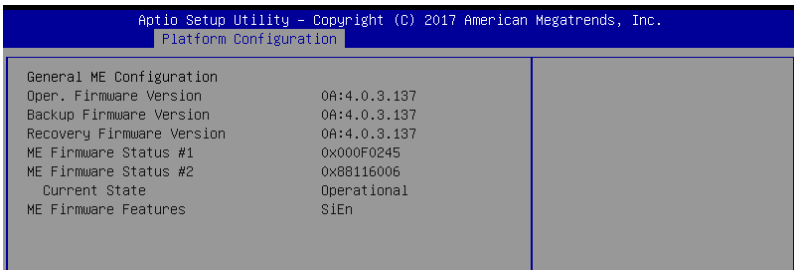 Aptio Setup Utility – Copyright (C) 2017 American Megatrends, Inc.
Platform Configuration
General ME Configuration
Oper. Firmware Version 0A:4.0.3.137
Backup Firmware Version 0A:4.0.3.137
Recovery Firmware Version 0A:4.0.3.137
ME Firmware Status #1 0x000F0245
ME Firmware Status #2 0x88116006
Current State Operational
ME Firmware Features SiEn